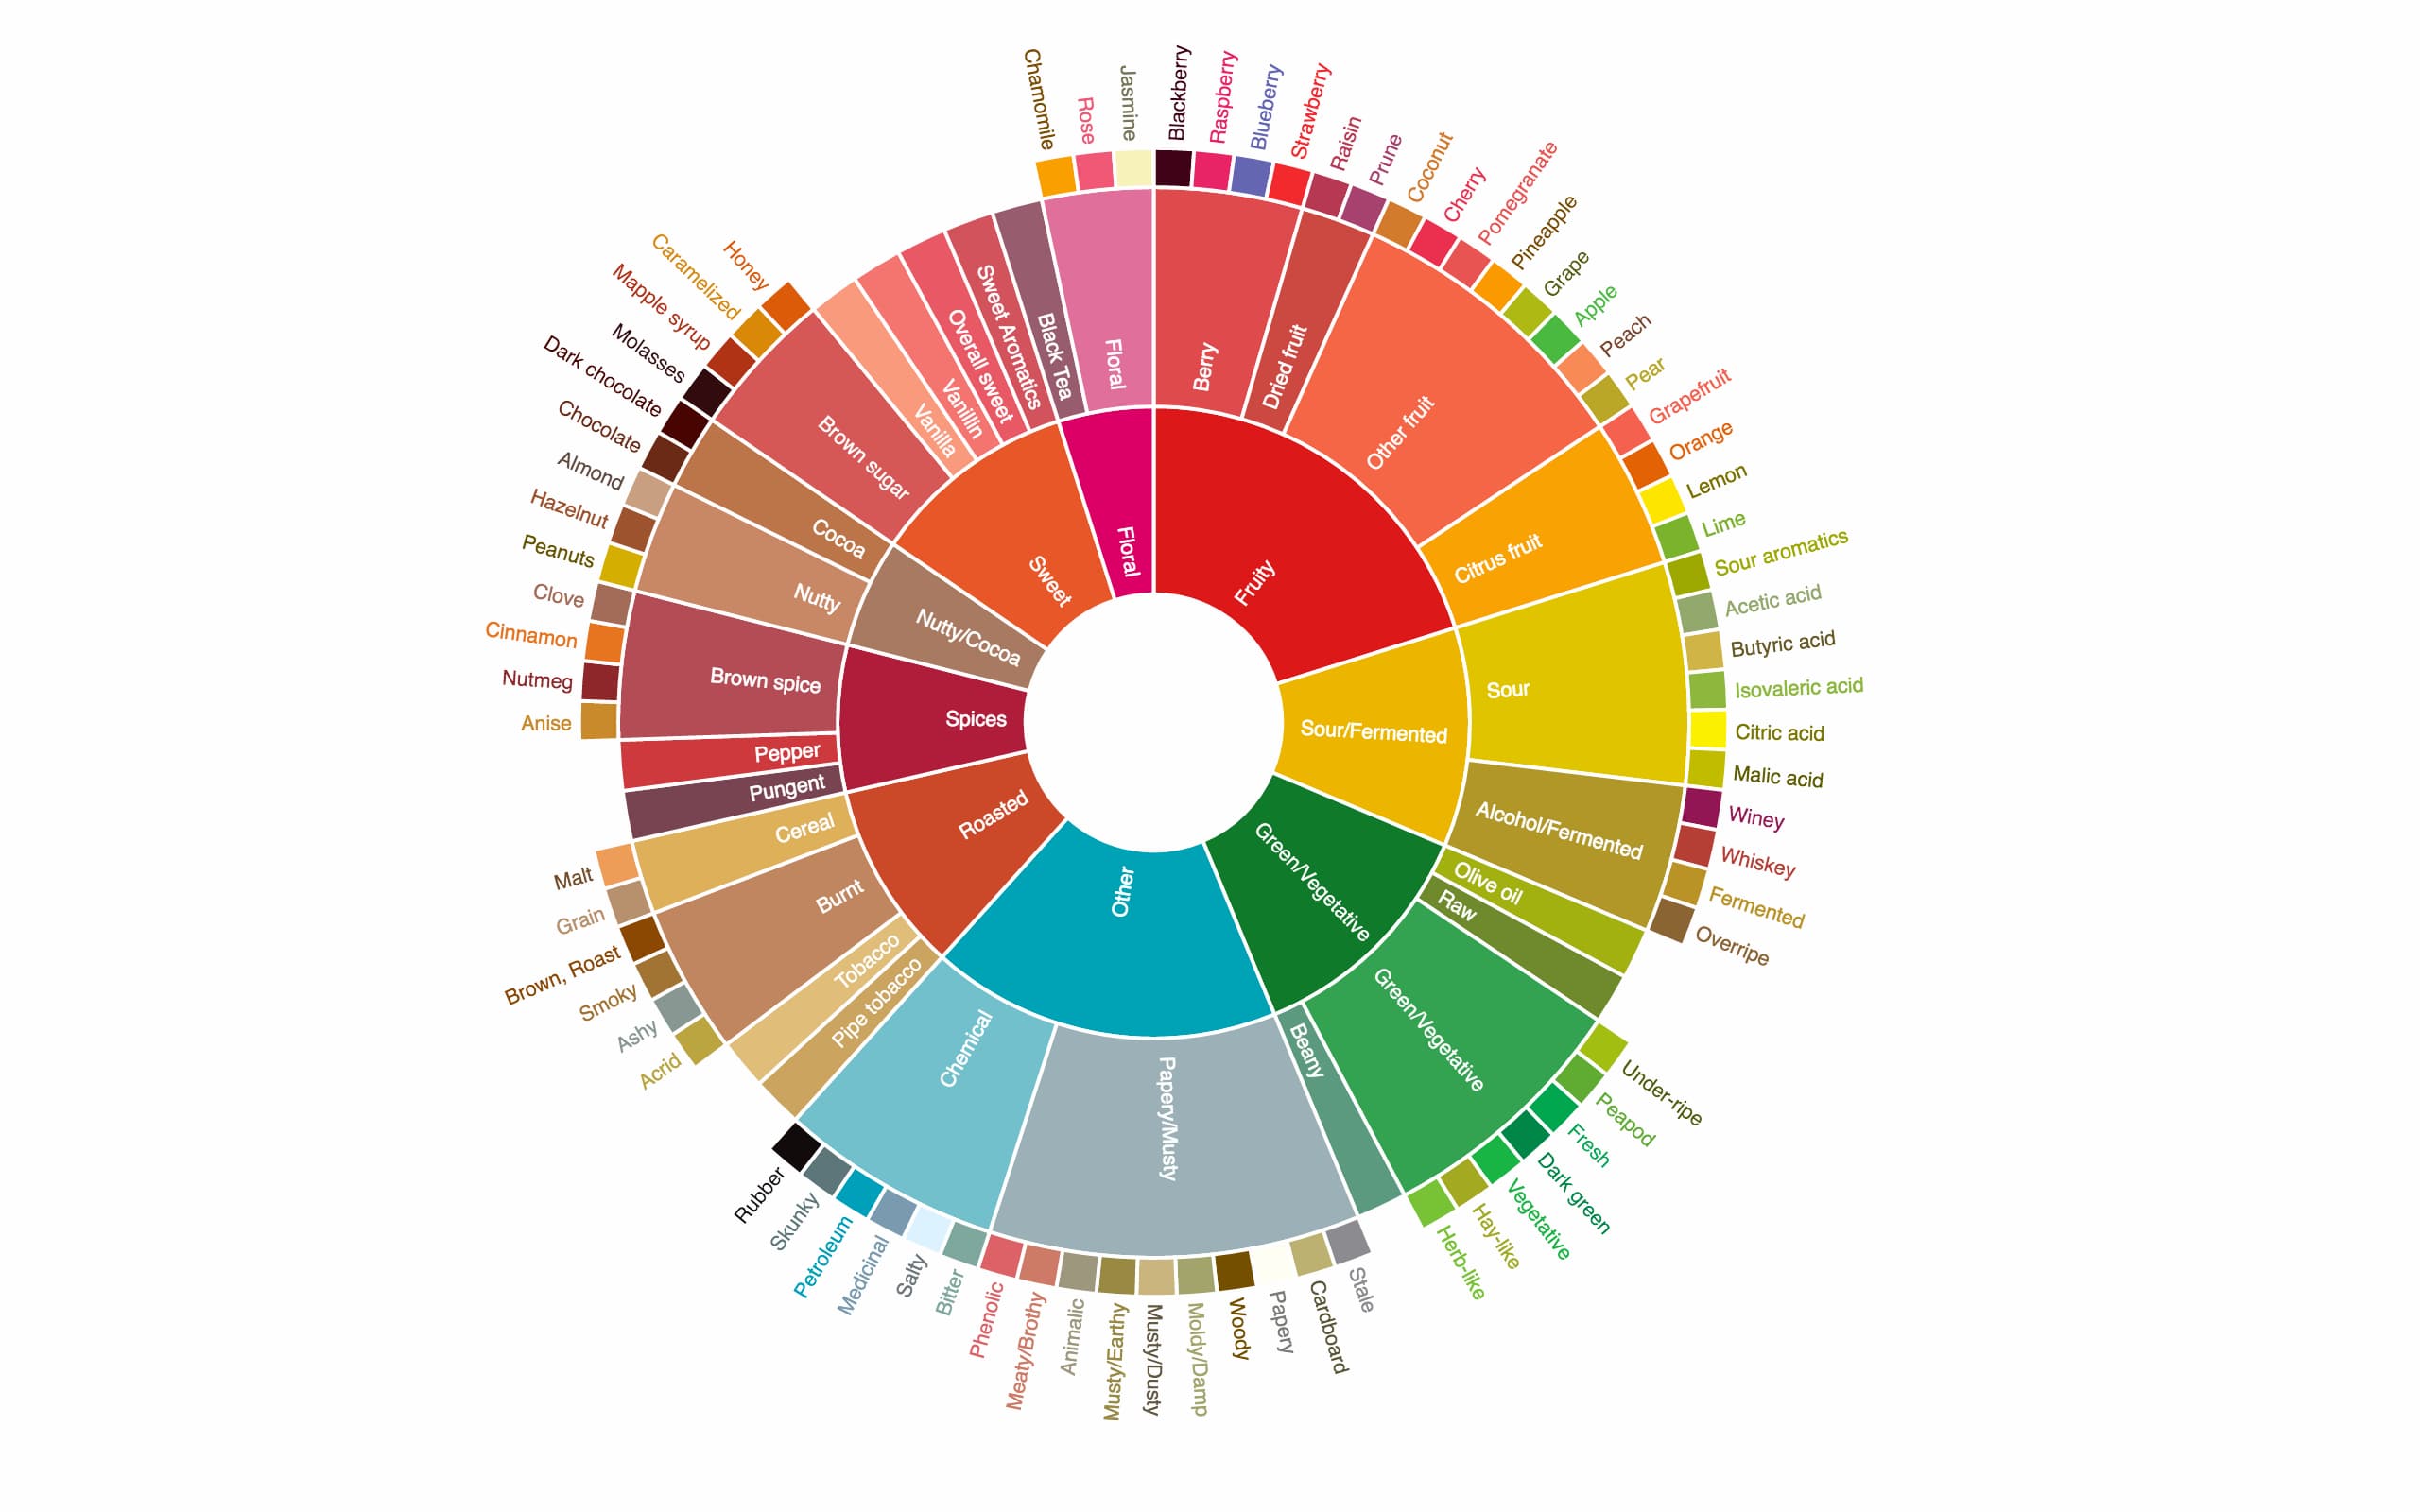 Fruity
Sour/Fermented
Green/Vegetative
Other
Roasted
Spices
Nutty/Cocoa
Sweet
Floral
Berry
Dried fruit
Other fruit
Citrus fruit
Sour
Alcohol/Fermented
Olive oil
Raw
Green/Vegetative
Beany
Papery/Musty
Chemical
Pipe tobacco
Tobacco
Burnt
Cereal
Pungent
Pepper
Brown spice
Nutty
Cocoa
Brown sugar
Vanilla
Vanillin
Overall sweet
Sweet Aromatics
Black Tea
Floral
Blackberry
Raspberry
Blueberry
Strawberry
Raisin
Prune
Coconut
Cherry
Pomegranate
Pineapple
Grape
Apple
Peach
Pear
Grapefruit
Orange
Lemon
Lime
Sour aromatics
Acetic acid
Butyric acid
Isovaleric acid
Citric acid
Malic acid
Winey
Whiskey
Fermented
Overripe
Under-ripe
Peapod
Fresh
Dark green
Vegetative
Hay-like
Herb-like
Stale
Cardboard
Papery
Woody
Moldy/Damp
Musty/Dusty
Musty/Earthy
Animalic
Meaty/Brothy
Phenolic
Bitter
Salty
Medicinal
Petroleum
Skunky
Rubber
Acrid
Ashy
Smoky
Brown, Roast
Grain
Malt
Anise
Nutmeg
Cinnamon
Clove
Peanuts
Hazelnut
Almond
Chocolate
Dark chocolate
Molasses
Mapple syrup
Caramelized
Honey
Chamomile
Rose
Jasmine